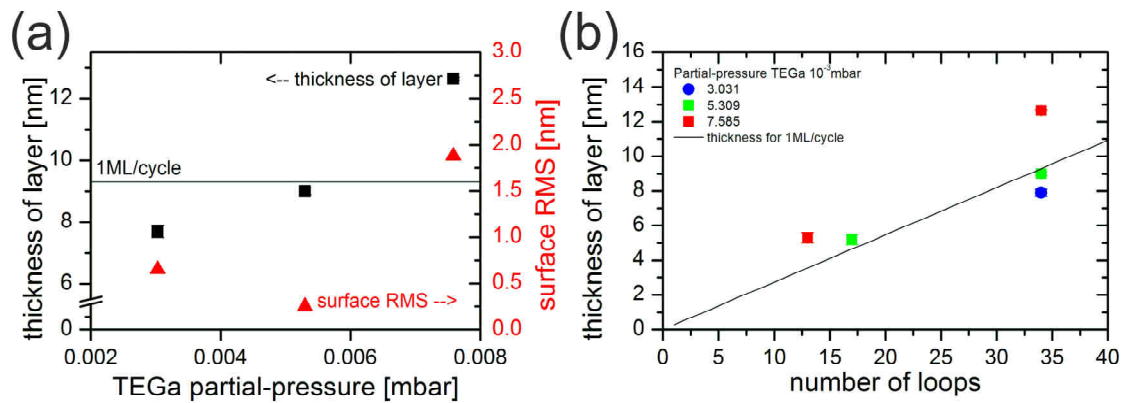 (a)
thickness of layer [nm]
12
10
8
6
0
<-- thickness of layer
1ML/cycle
surface RMS -->
3.0
2.5
2.0
1.5
1.0
0.5
0.0
surface RMS [nm]
0.002 0.004 0.006 0.008
TEGa partial-pressure [mbar]
(b)
thickness of layer [nm]
16
14
12
10
8
6
4
2
0
Partial-pressure TEGa 10⁻³mbar
3.031
5.309
7.585
thickness for 1ML/cycle
0 5 10 15 20 25 30 35 40
number of loops